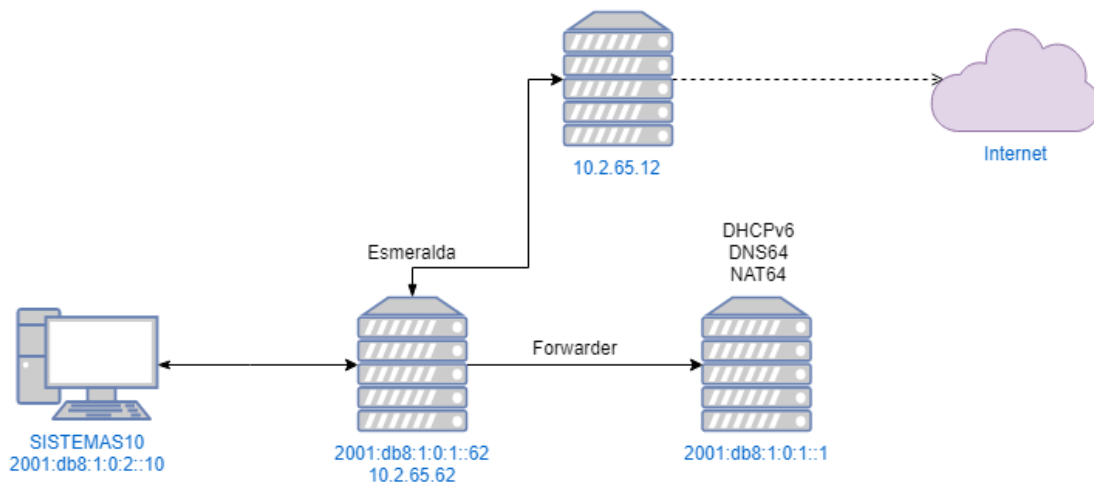 10.2.65.12
Internet
Esmeralda
DHCPv6
DNS64
NAT64
Forwarder
SISTEMAS10
2001:db8:1:0:2::10
2001:db8:1:0:1::62
10.2.65.62
2001:db8:1:0:1::1